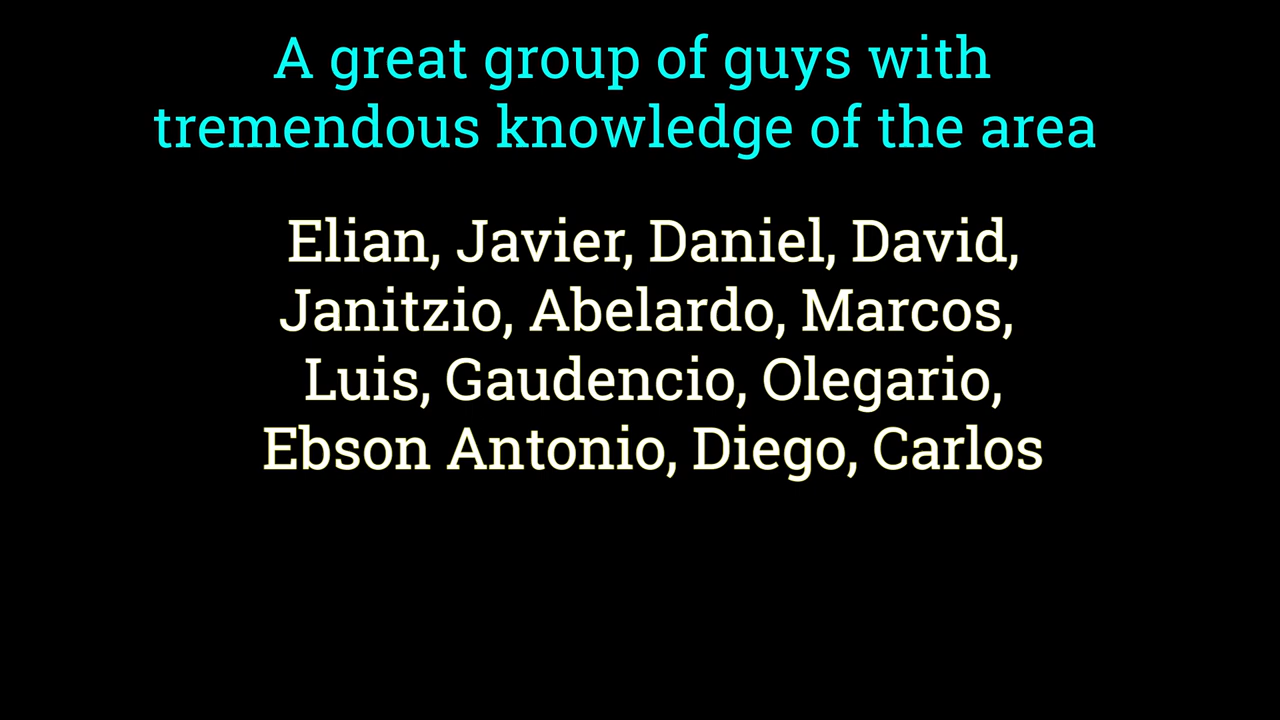 A great group of guys with
tremendous knowledge of the area
Elian, Javier, Daniel, David,
Janitzio, Abelardo, Marcos,
Luis, Gaudencio, Olegario,
Ebson Antonio, Diego, Carlos